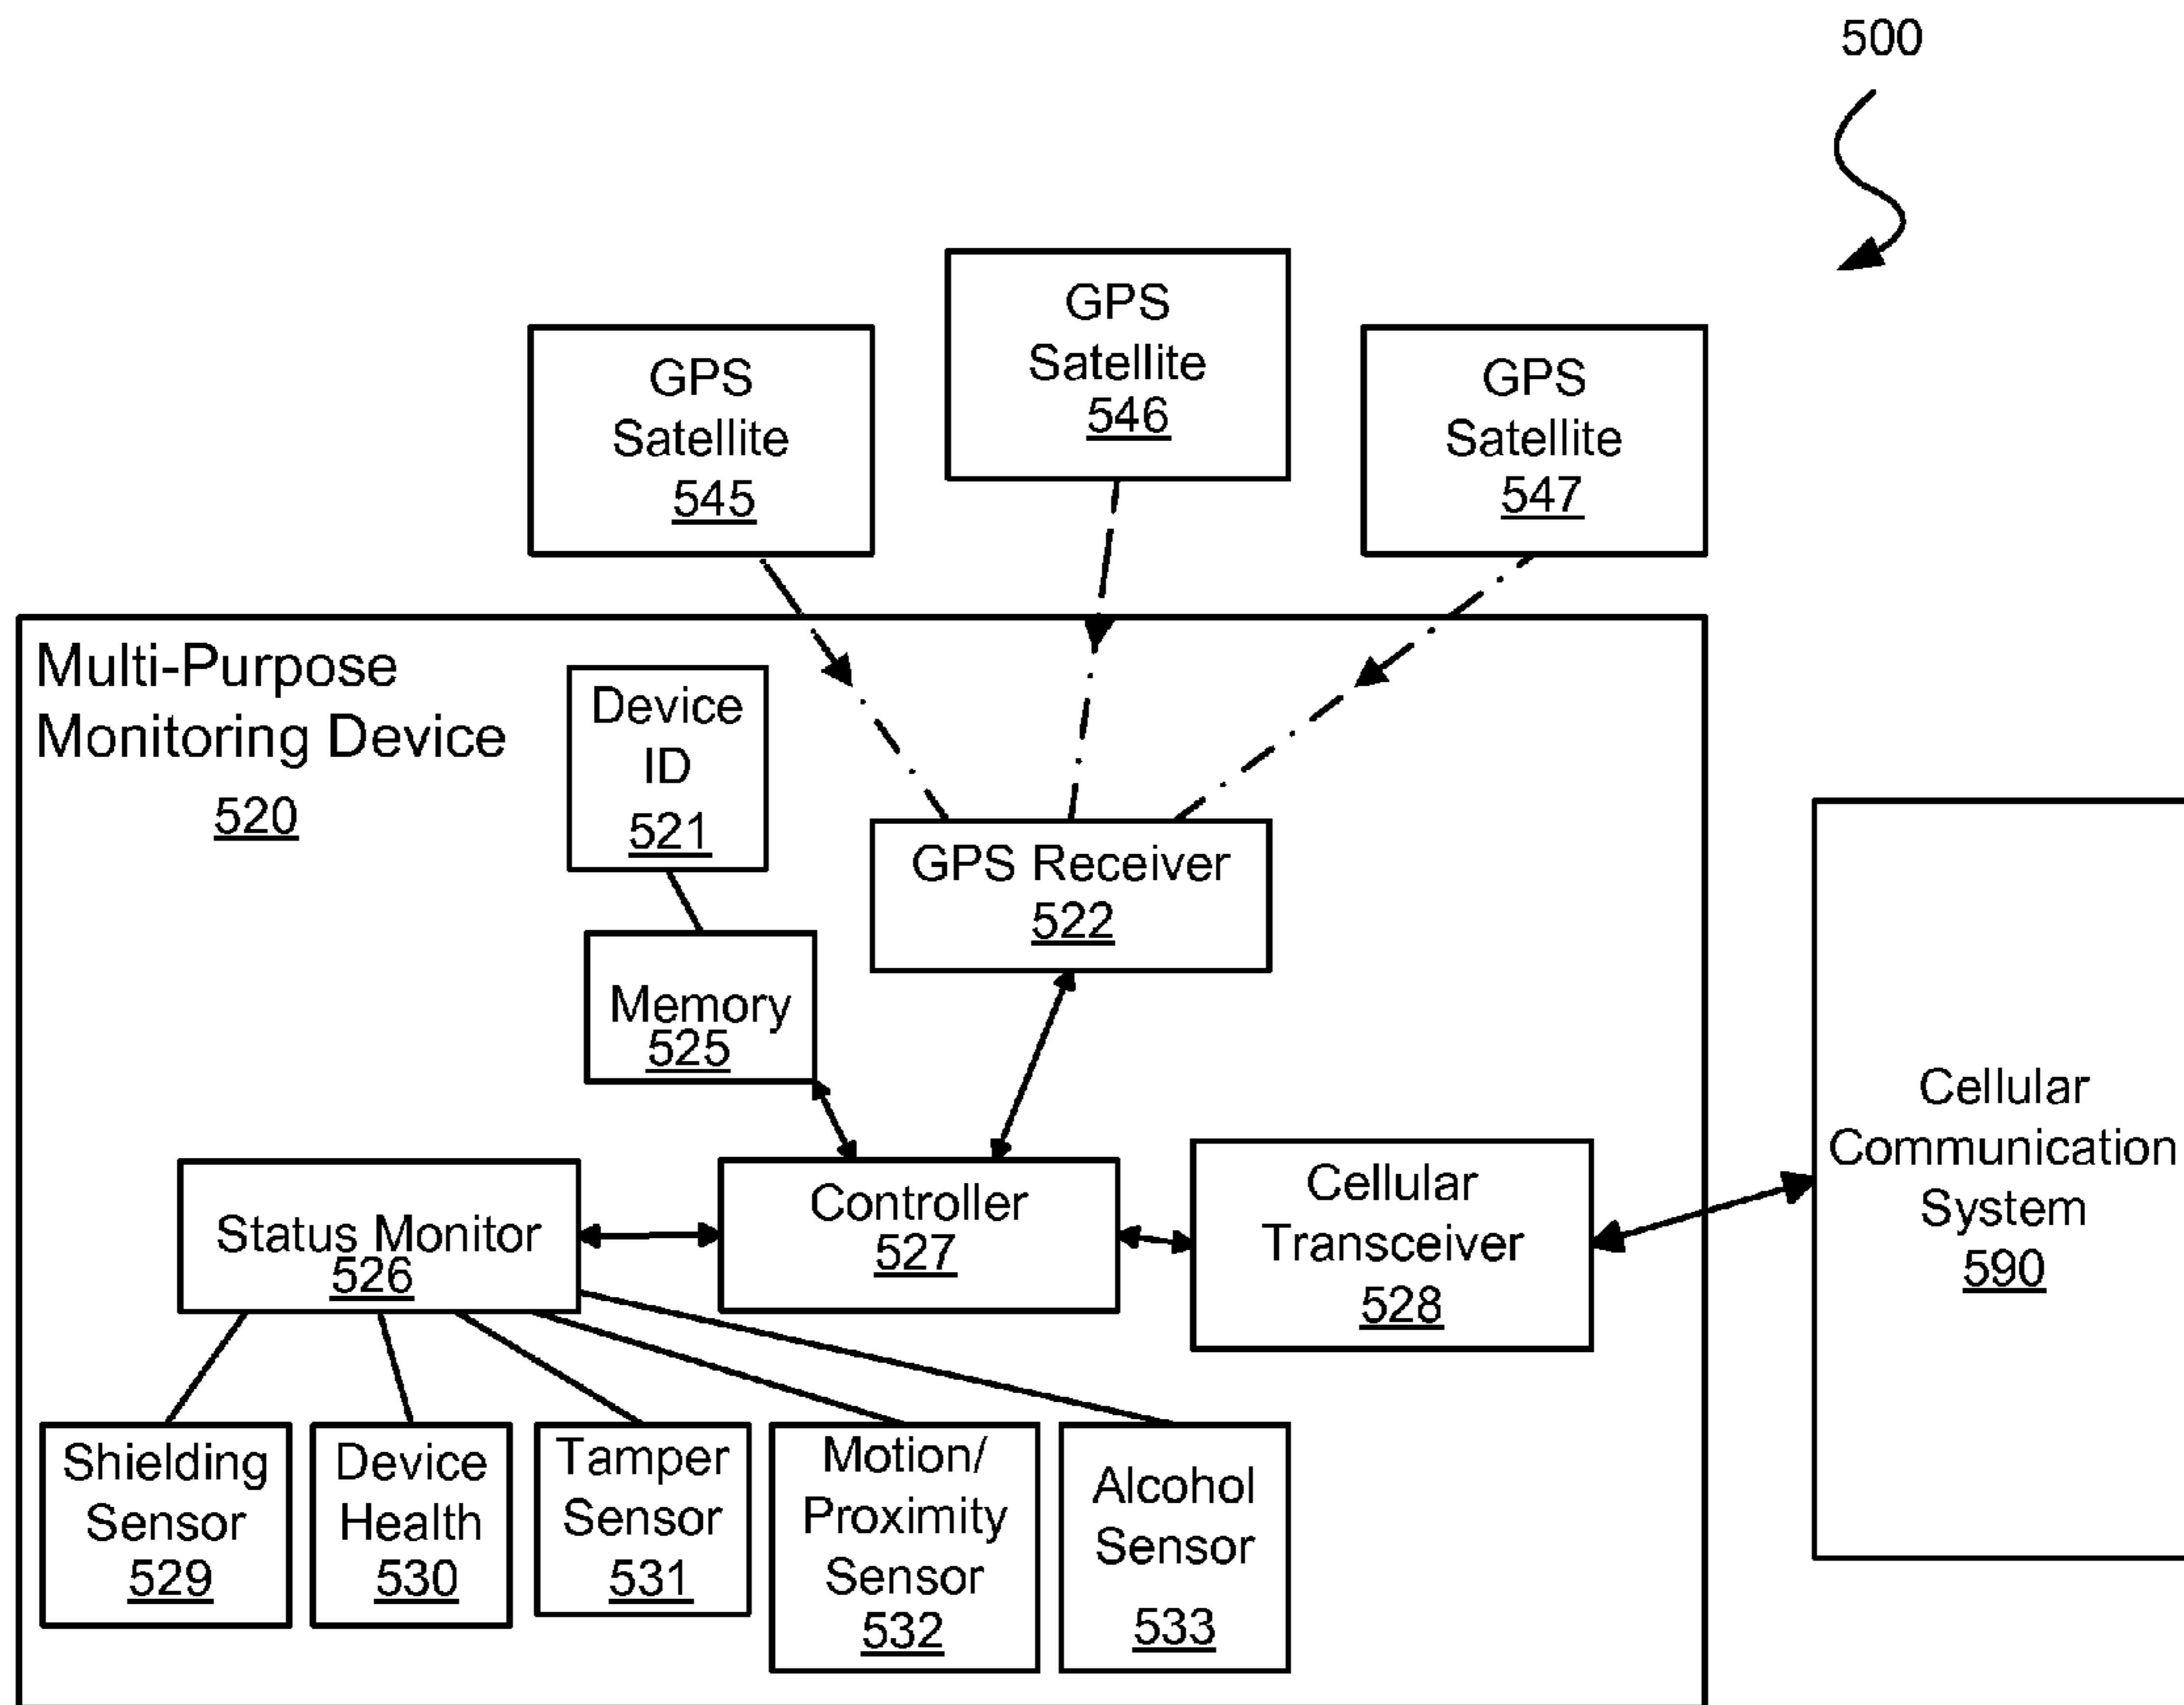 500
GPS
Satellite
545
GPS
Satellite
546
GPS
Satellite
547
Multi-Purpose
Monitoring Device
520
Device
ID
521
GPS Receiver
522
Memory
525
Status Monitor
526
Controller
527
Cellular
Transceiver
528
Cellular
Communication
System
590
Shielding
Sensor
529
Device
Health
530
Tamper
Sensor
531
Motion/
Proximity
Sensor
532
Alcohol
Sensor
533